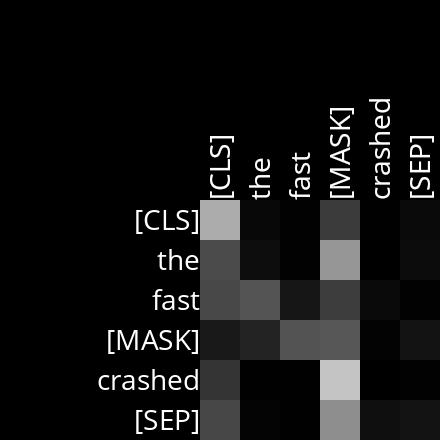 [CLS] the fast [MASK] crashed [SEP]
[CLS]
the
fast
[MASK]
crashed
[SEP]